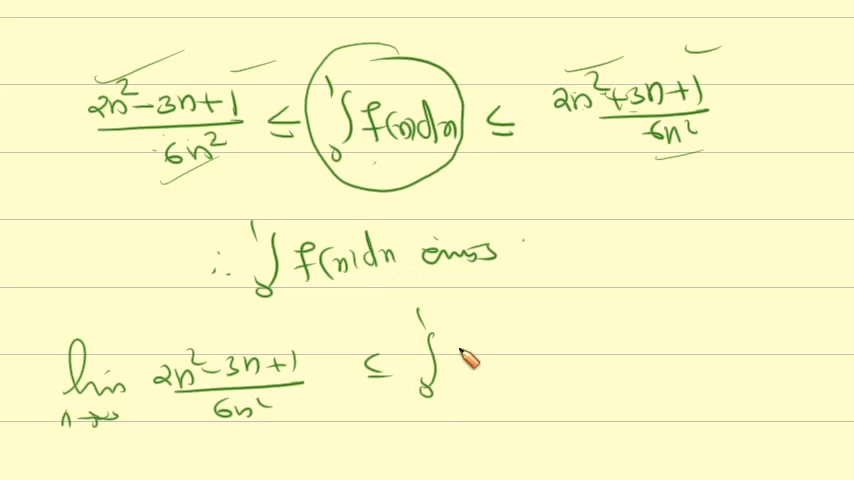 (2n² - 3n + 1)/(6n²) ≤ ∫₀¹ f(x)dx ≤ (2n² + 3n + 1)/(6n²)
∴ ∫₀¹ f(x)dx exists
lim n→∞ (2n² - 3n + 1)/(6n²) ≤ ∫₀¹